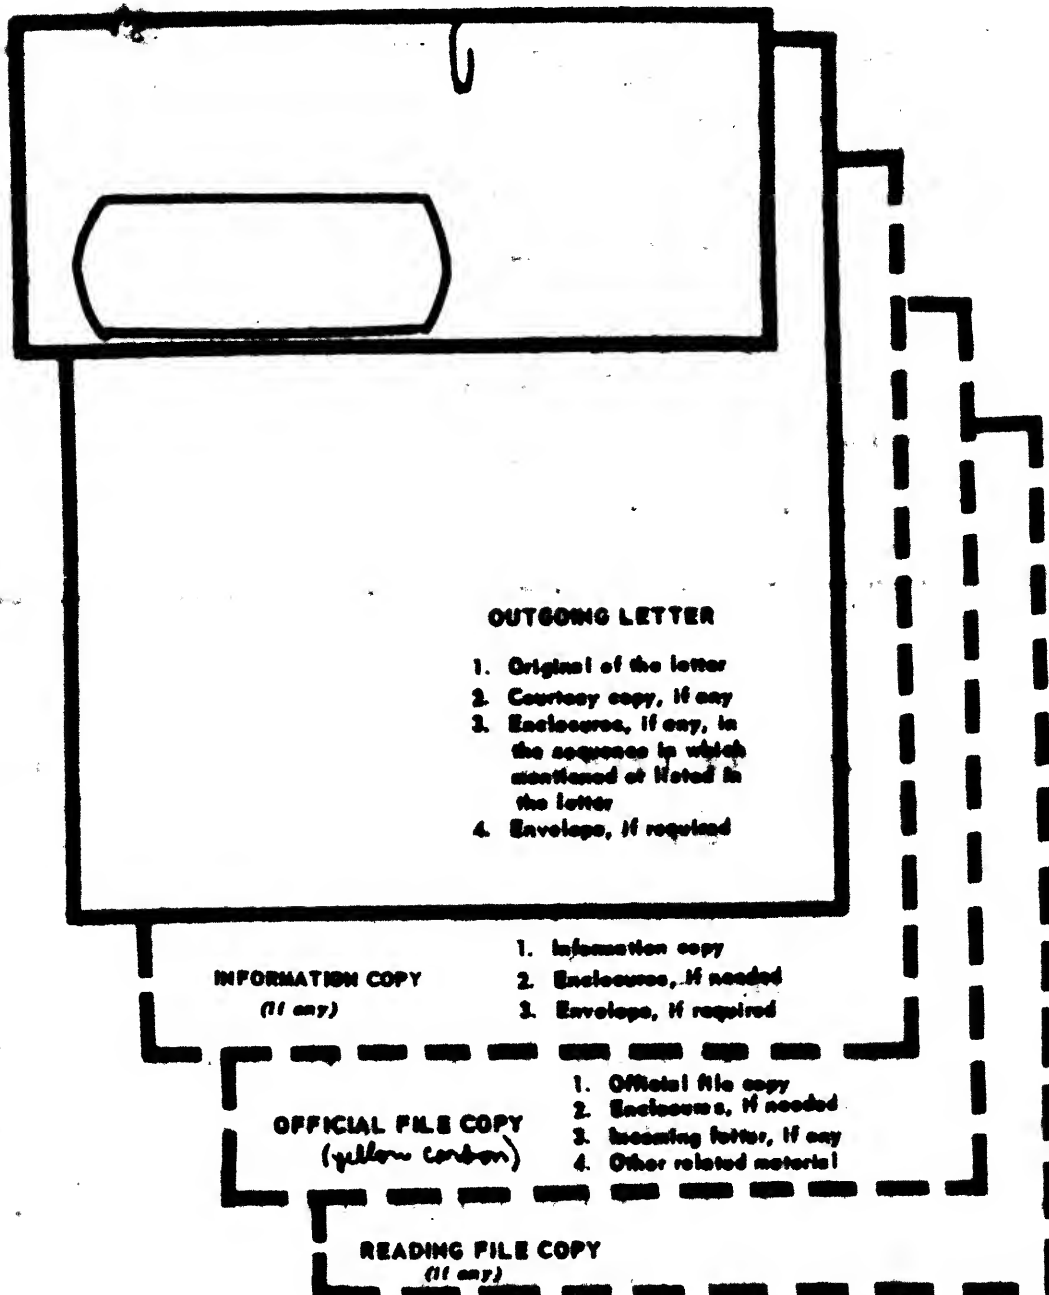 OUTGOING LETTER
1. Original of the letter
2. Courtesy copy, if any
3. Enclosures, if any, in
the sequence in which
mentioned or listed in
the letter
4. Envelope, if required
INFORMATION COPY
(If any)
1. Information copy
2. Enclosures, if needed
3. Envelope, if required
OFFICIAL FILE COPY
(yellow carbon)
1. Official file copy
2. Enclosures, if needed
3. Incoming letter, if any
4. Other related material
READING FILE COPY
(If any)